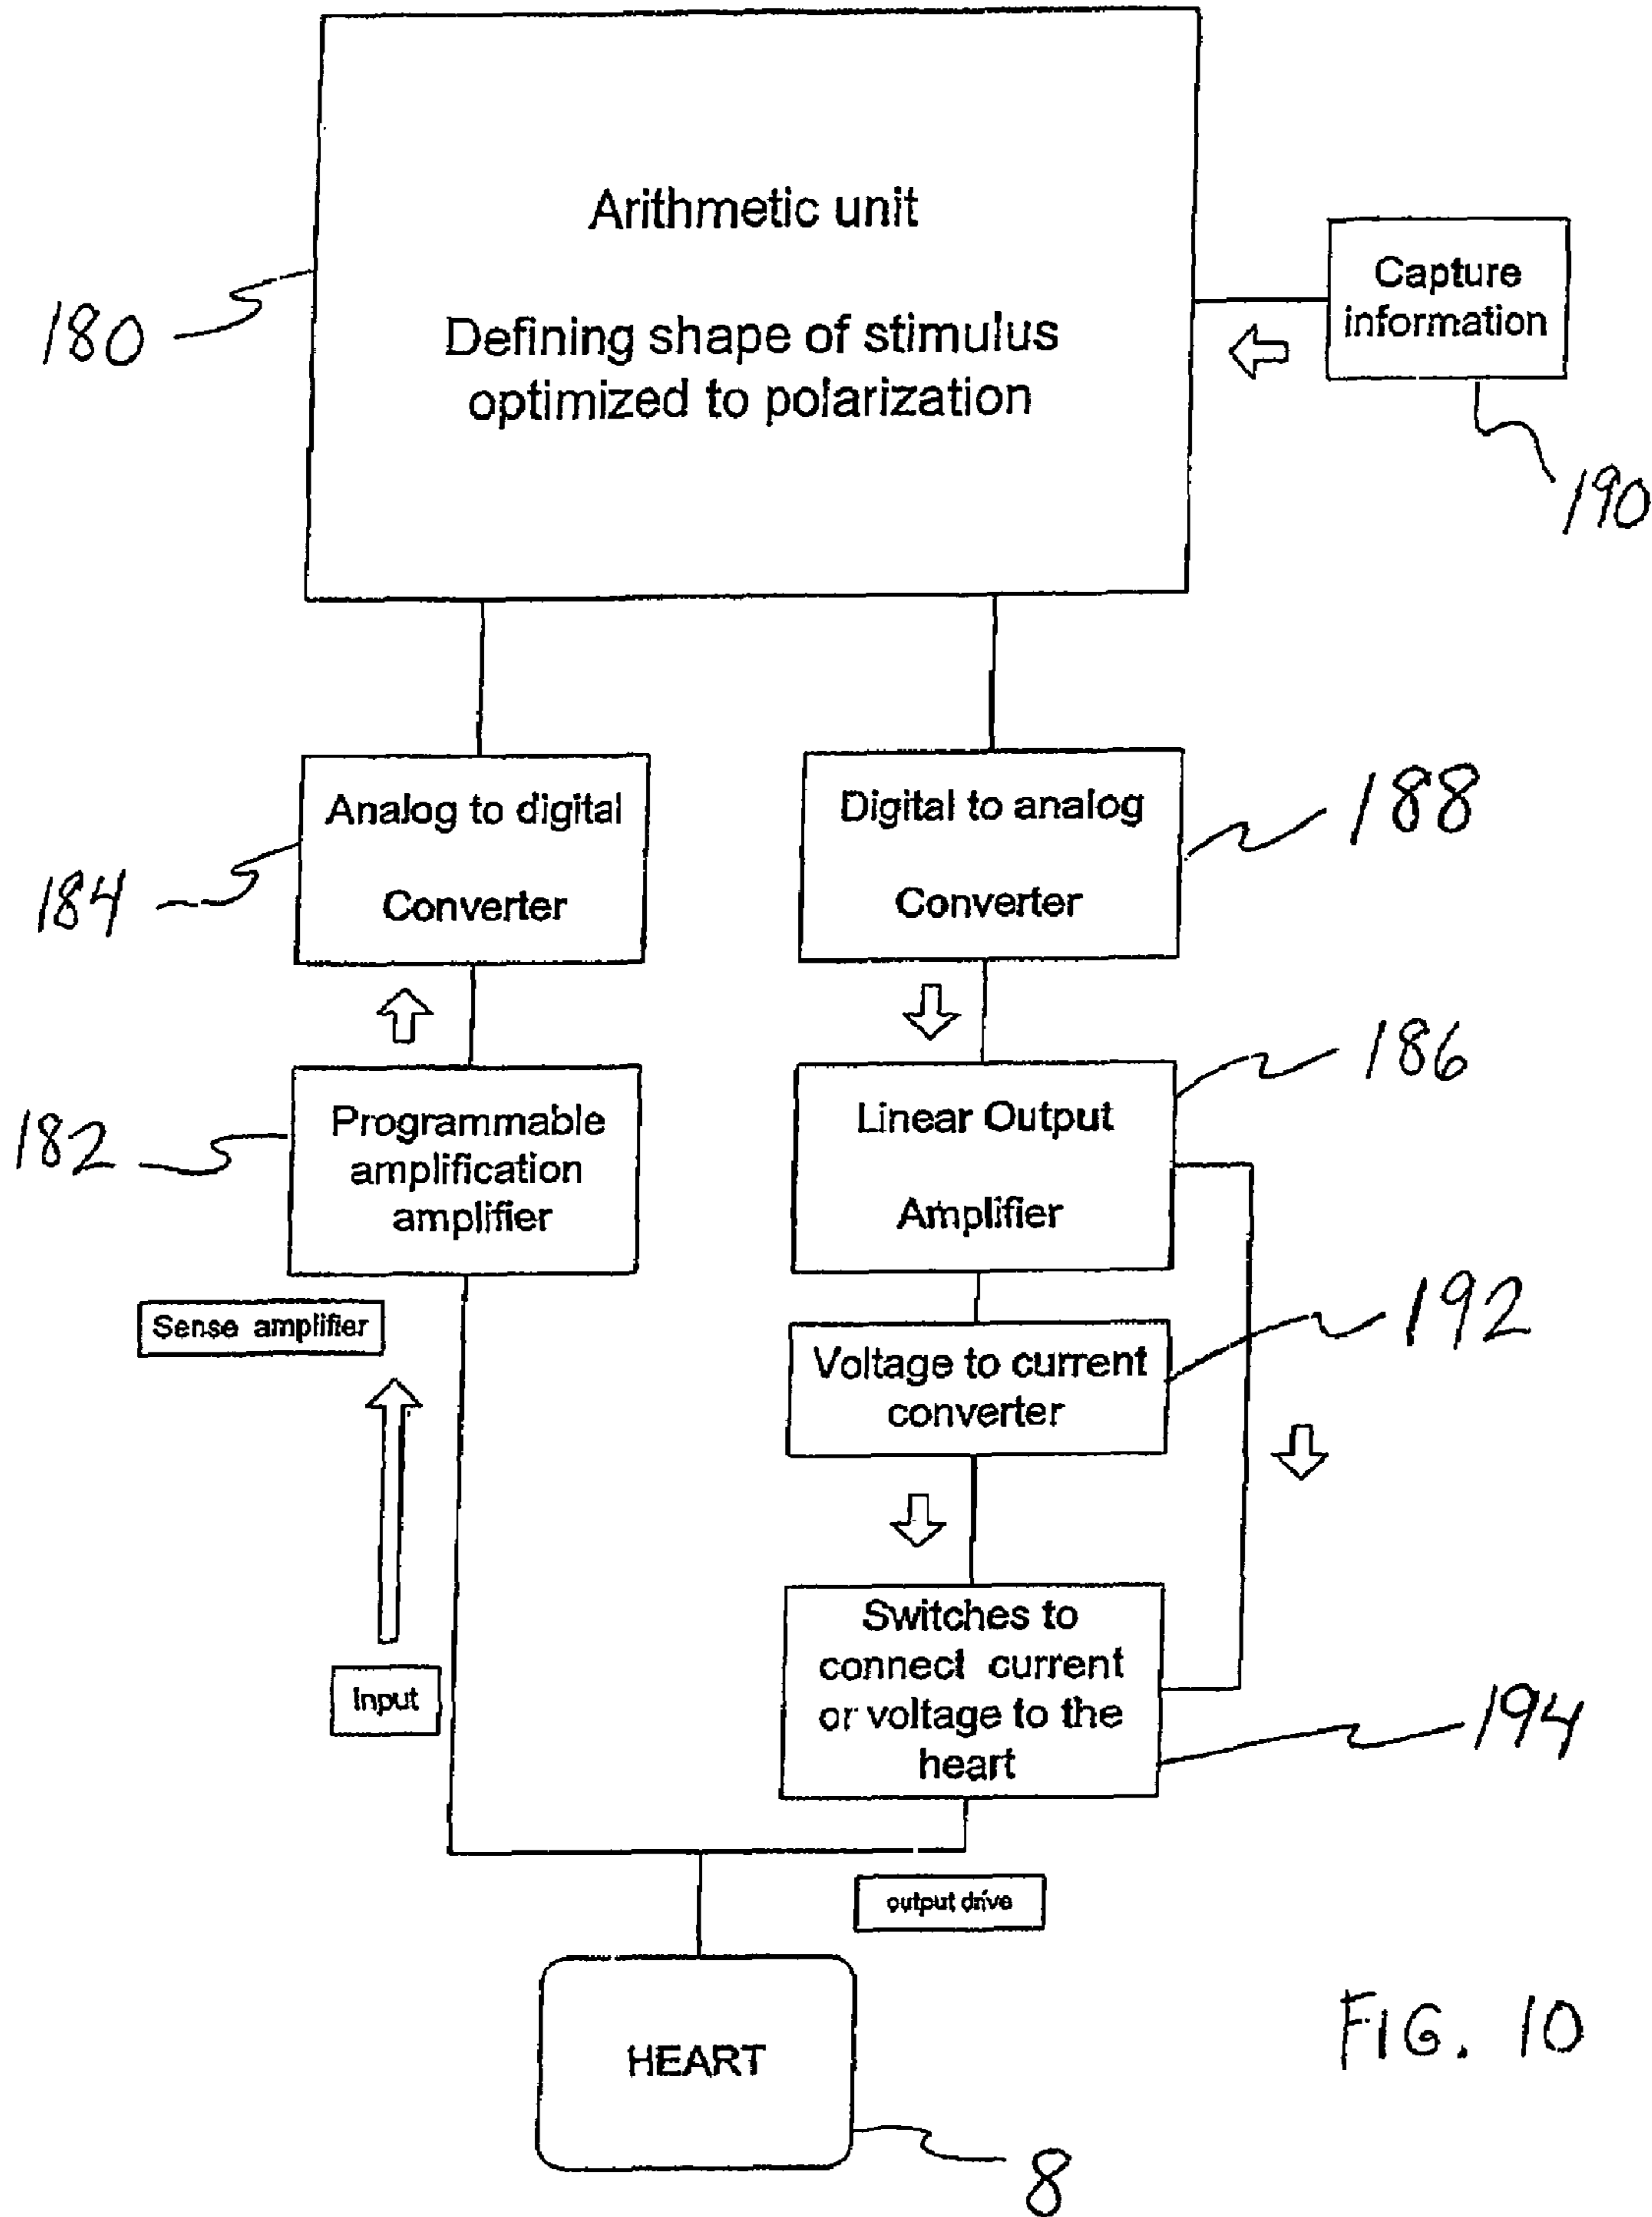 Arithmetic unit
Defining shape of stimulus
optimized to polarization
180
Capture
information
190
Analog to digital
Converter
184
Digital to analog
Converter
188
Programmable
amplification
amplifier
182
Linear Output
Amplifier
186
Sense amplifier
Voltage to current
converter
192
Input
Switches to
connect current
or voltage to the
heart
194
output drive
HEART
8
FIG. 10